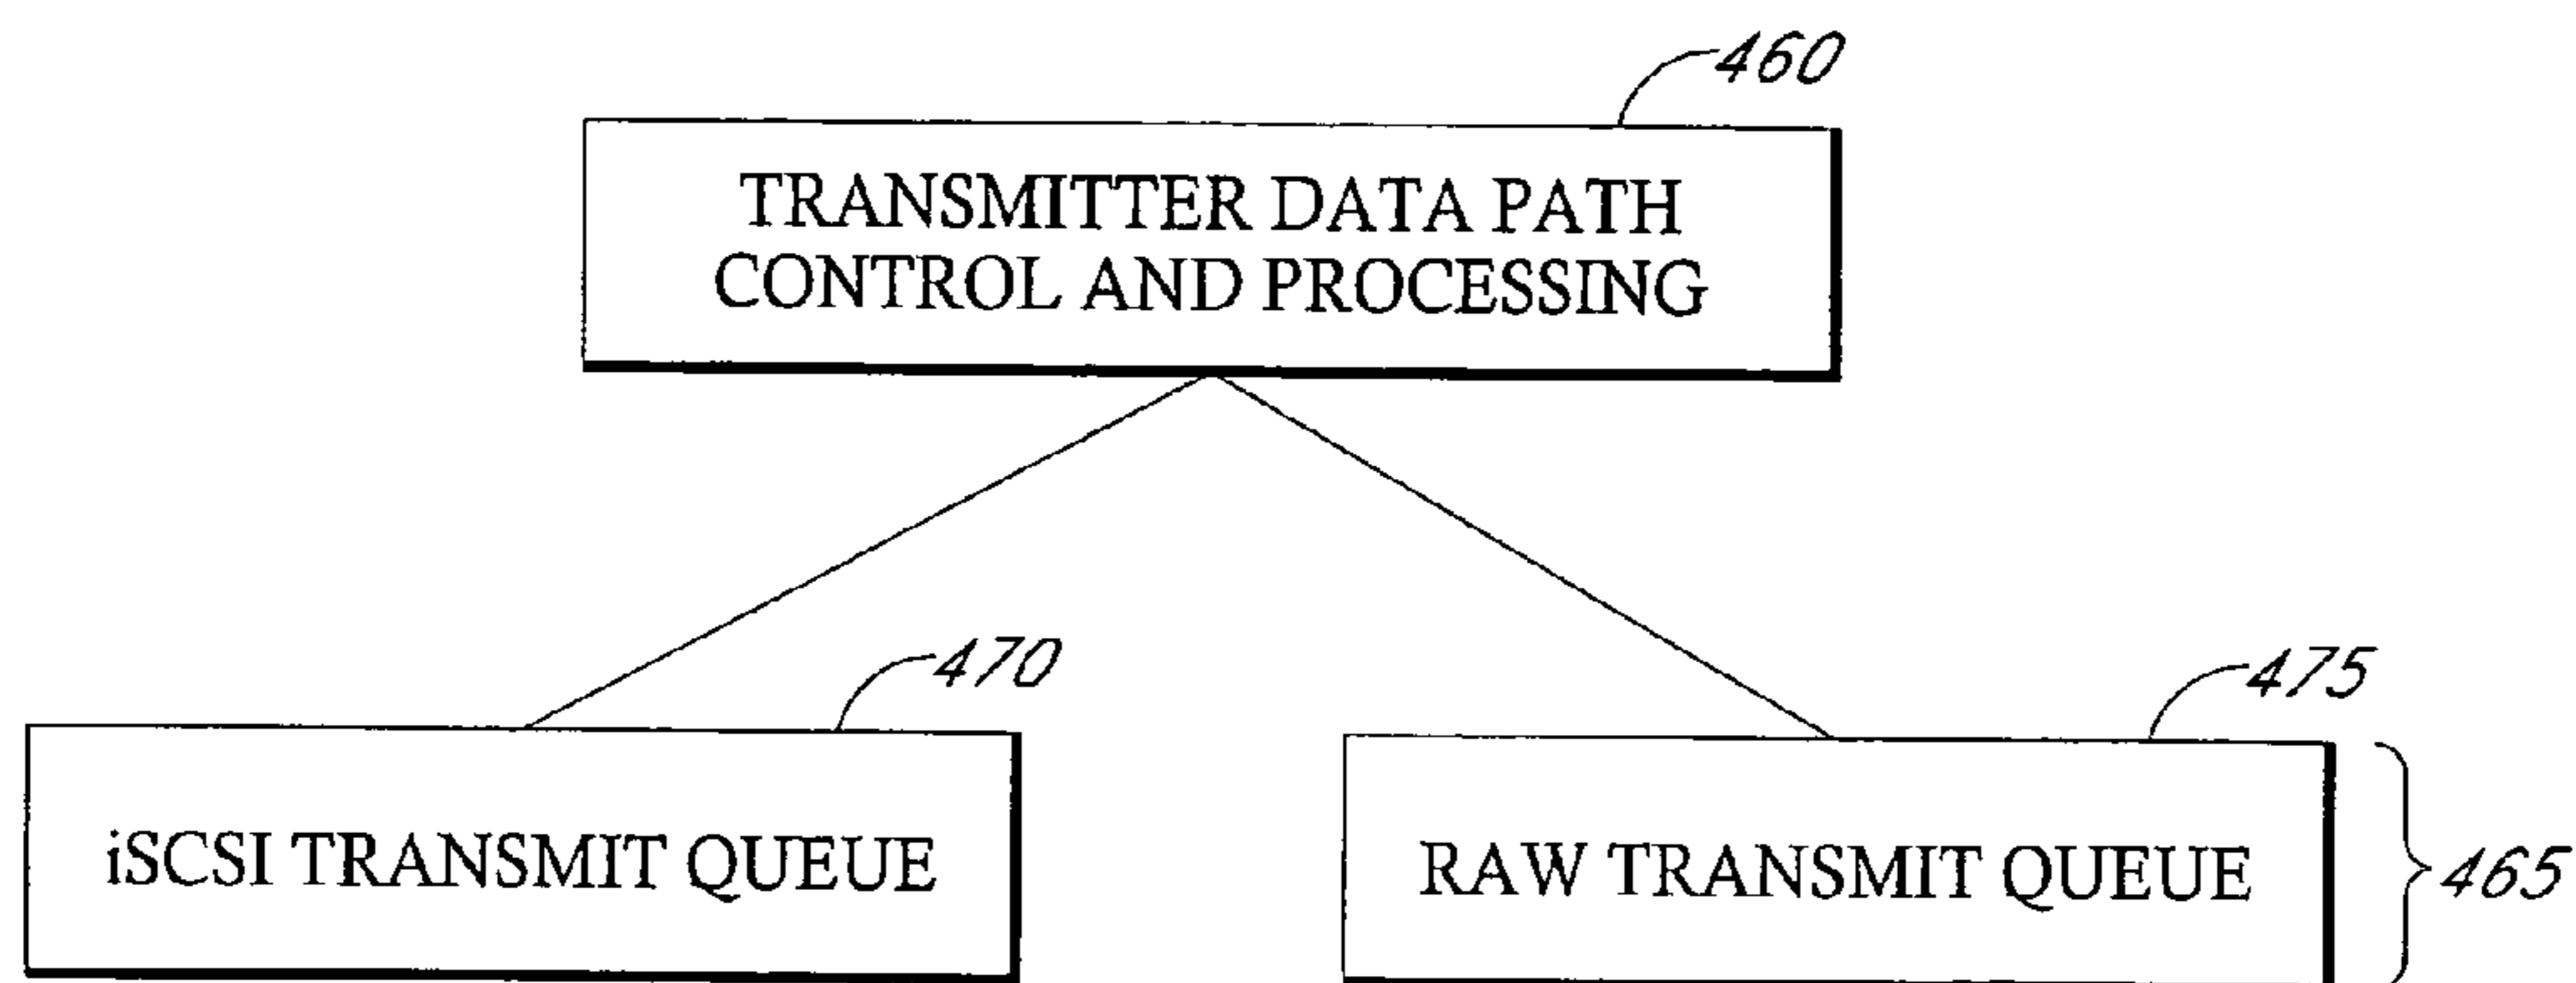 460
TRANSMITTER DATA PATH
CONTROL AND PROCESSING
470
475
iSCSI TRANSMIT QUEUE
RAW TRANSMIT QUEUE
465